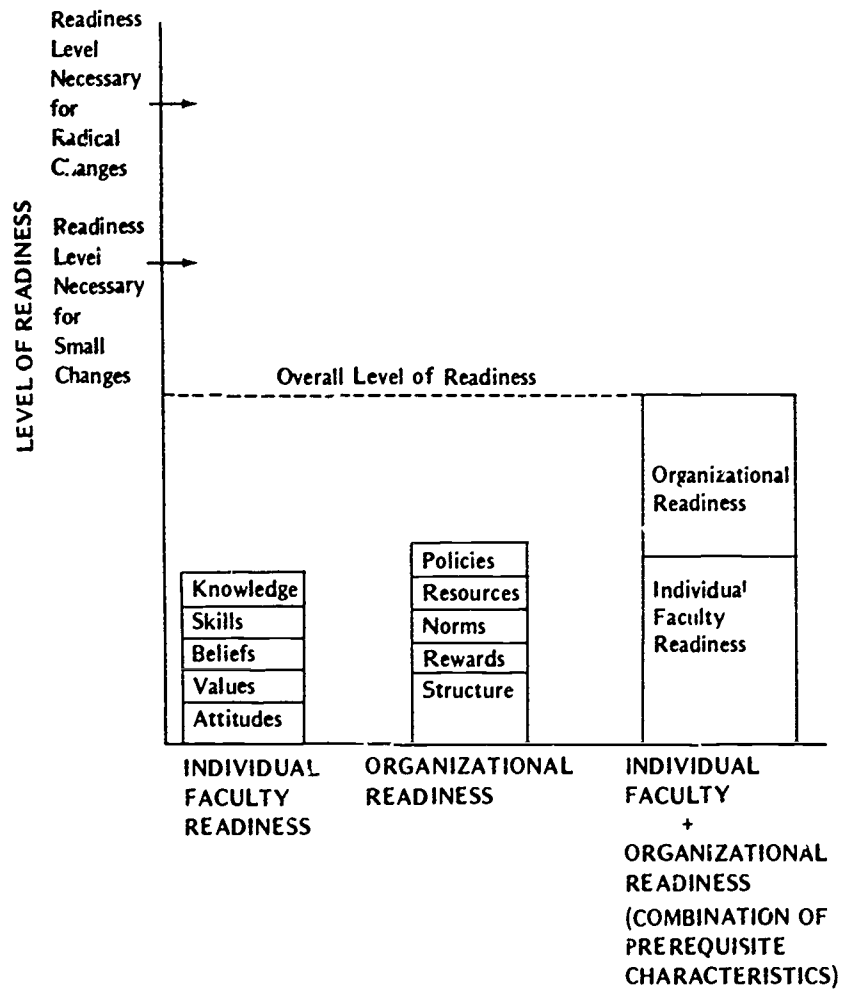 Readiness
Level
Necessary
for
Radical
C.anges
LEVEL OF READINESS
Readiness
Level
Necessary
for
Small
Changes
Overall Level of Readiness
Organizational
Readiness
Individual
Faculty
Readiness
Policies
Resources
Norms
Rewards
Structure
Knowledge
Skills
Beliefs
Values
Attitudes
INDIVIDUAL
FACULTY
READINESS
ORGANIZATIONAL
READINESS
INDIVIDUAL
FACULTY
+
ORGANIZATIONAL
READINESS
(COMBINATION OF
PREREQUISITE
CHARACTERISTICS)